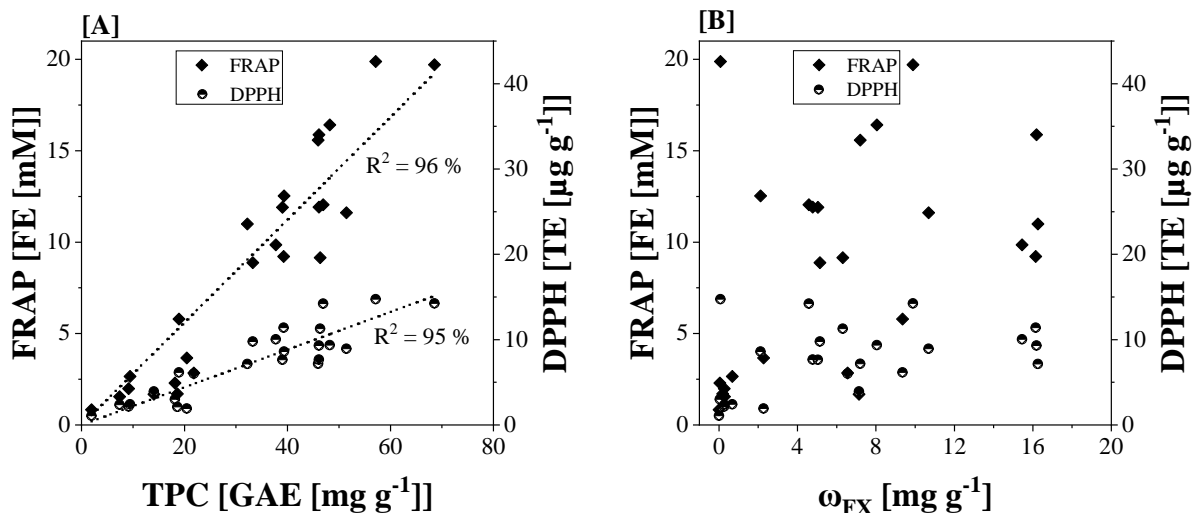 [A]
FRAP [FE [mM]]
20
15
10
5
0
0
20
40
60
80
TPC [GAE [mg g⁻¹]]
FRAP
DPPH
R² = 96 %
R² = 95 %
40
30
20
10
0
DPPH [TE [µg g⁻¹]]
[B]
FRAP [FE [mM]]
20
15
10
5
0
0
4
8
12
16
20
ω_FX [mg g⁻¹]
FRAP
DPPH
40
30
20
10
0
DPPH [TE [µg g⁻¹]]